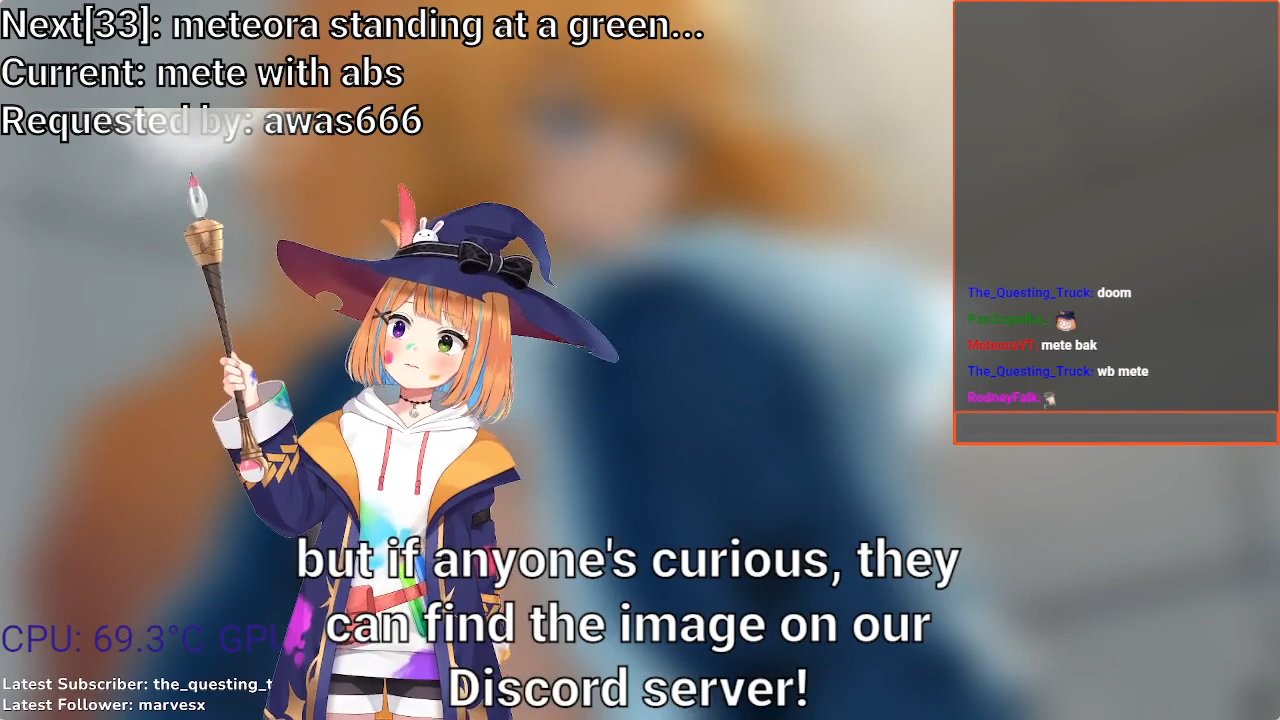 Next[33]: meteora standing at a green...
Current: mete with abs
Requested by: awas666
The_Questing_Truck: doom
MeteoraVT: mete bak
The_Questing_Truck: wb mete
RodneyFalk:
but if anyone's curious, they
can find the image on our
Discord server!
CPU: 69.3°C GPU
Latest Subscriber: the_questing_t
Latest Follower: marvesx